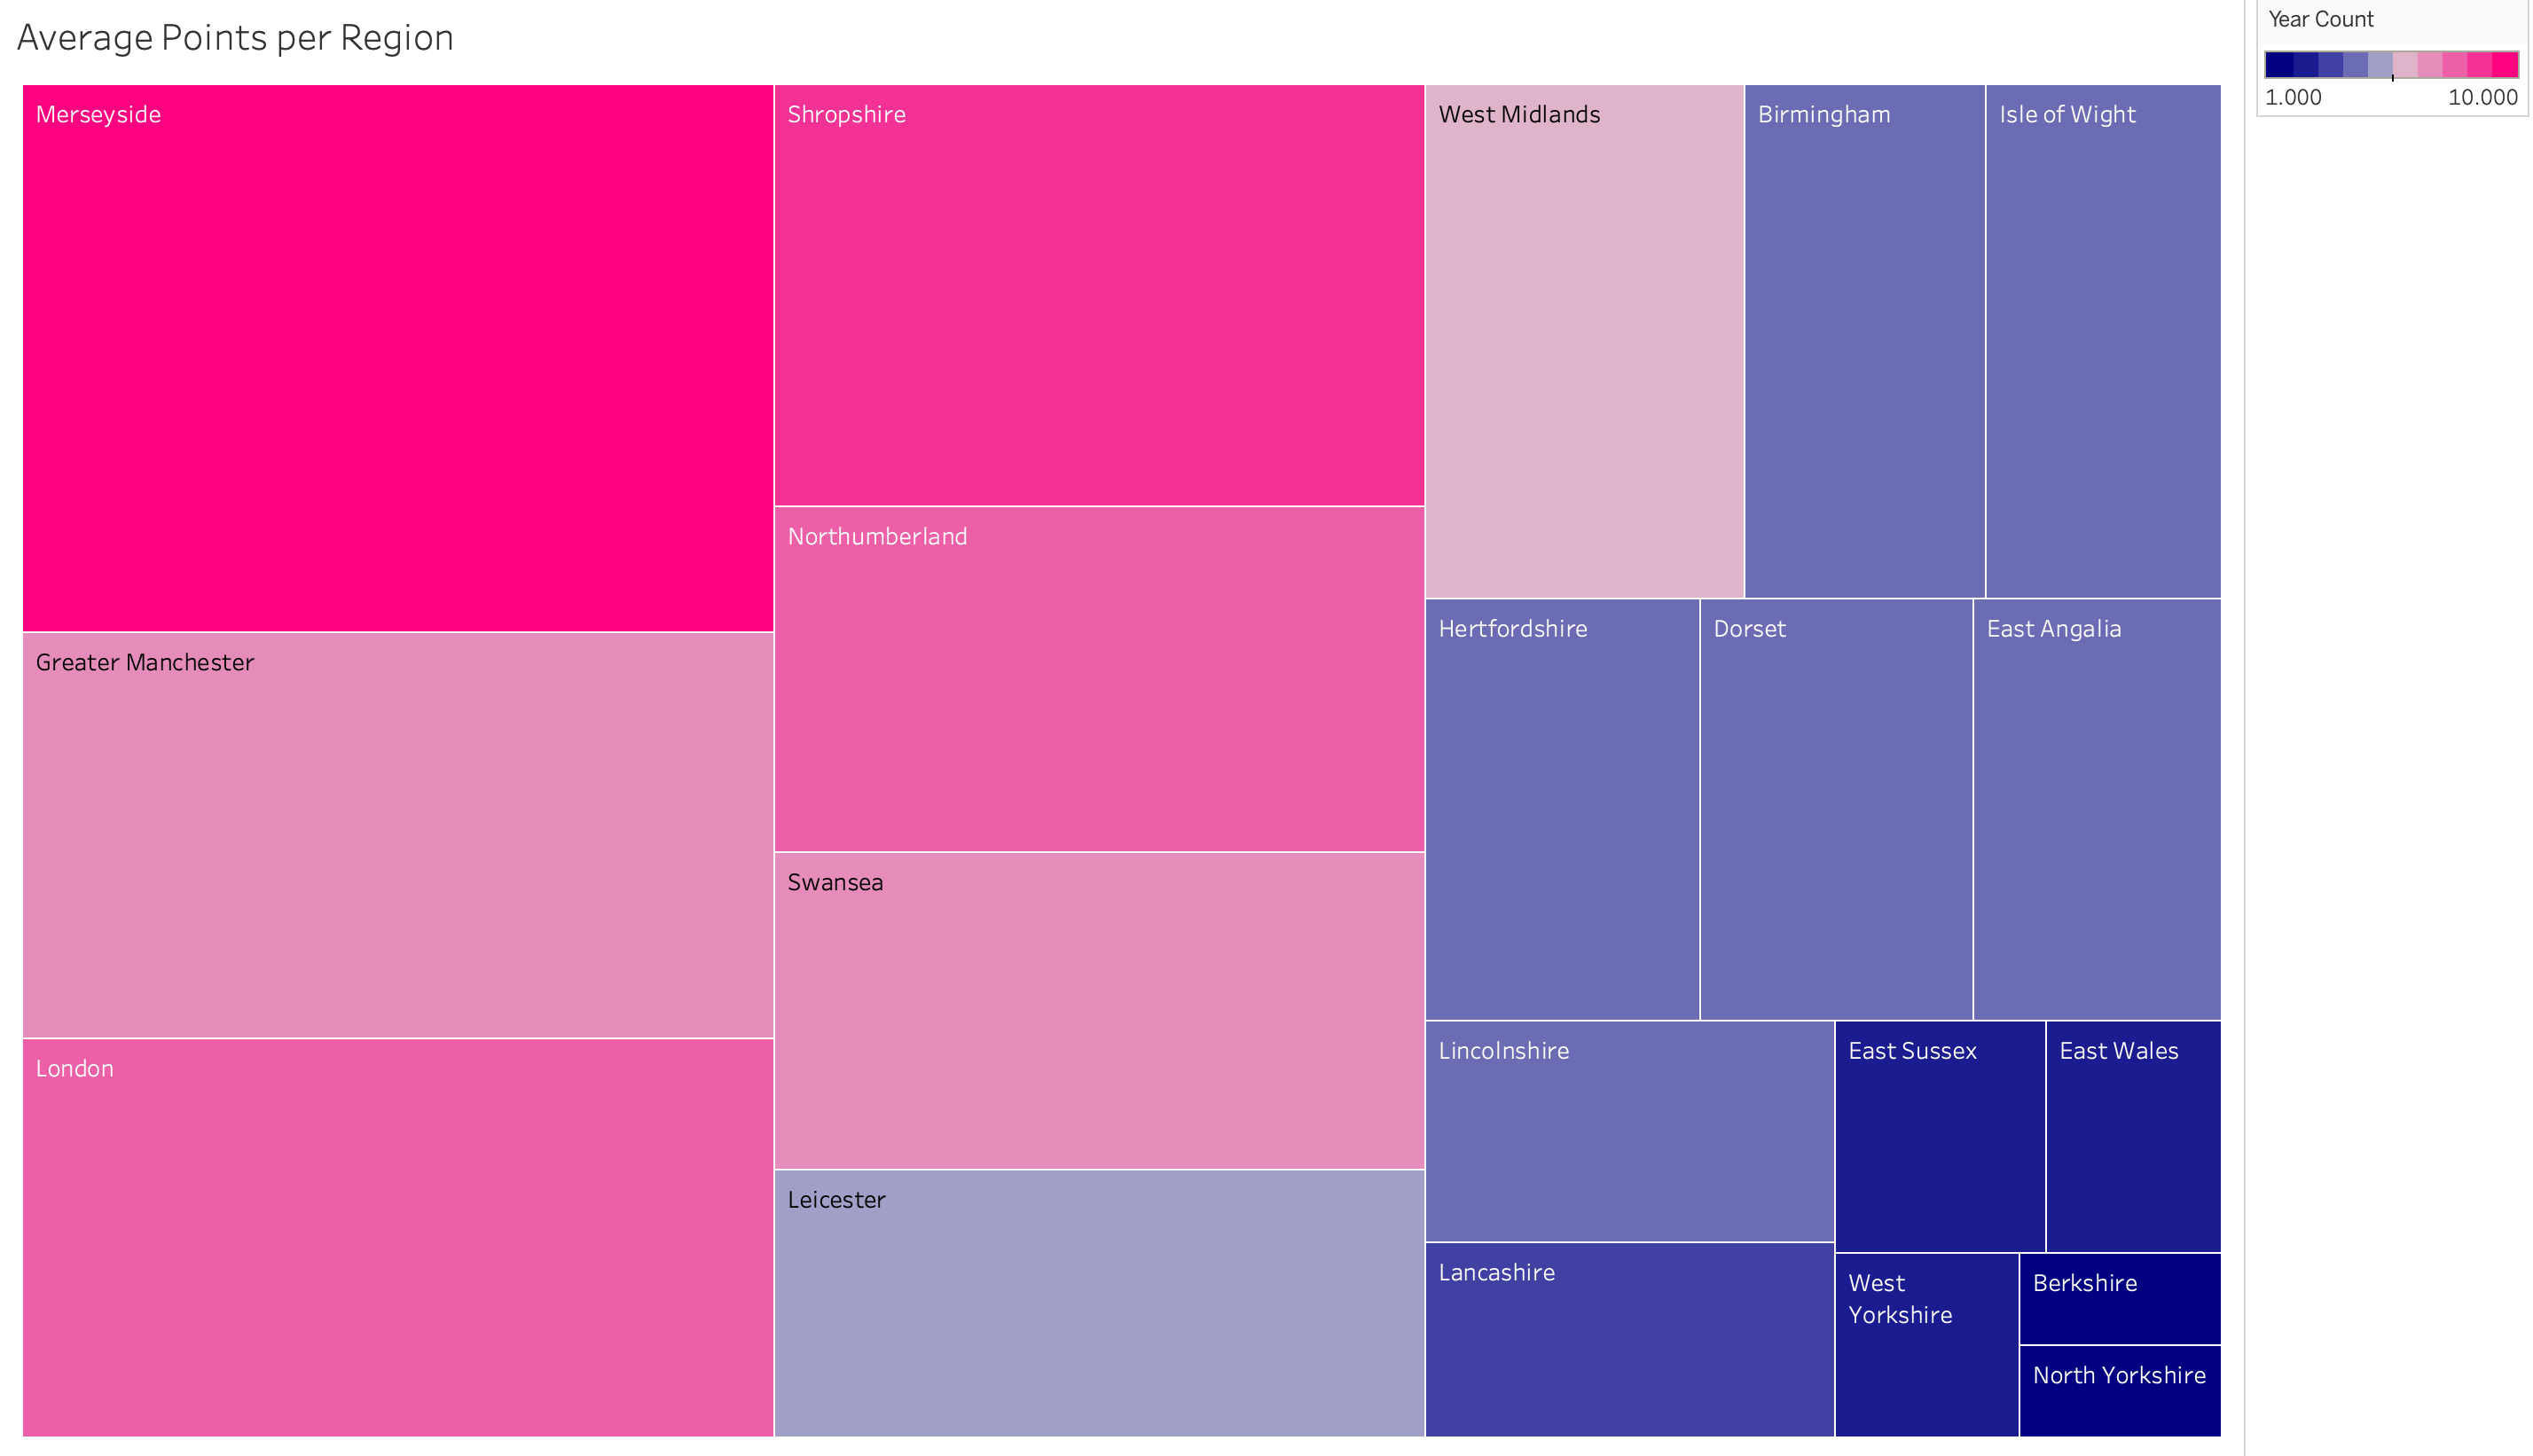 Average Points per Region
Year Count
1.000 10.000
Merseyside
Shropshire
West Midlands
Birmingham
Isle of Wight
Northumberland
Hertfordshire
Dorset
East Angalia
Greater Manchester
Swansea
London
Lincolnshire
East Sussex
East Wales
Leicester
Lancashire
West
Yorkshire
Berkshire
North Yorkshire